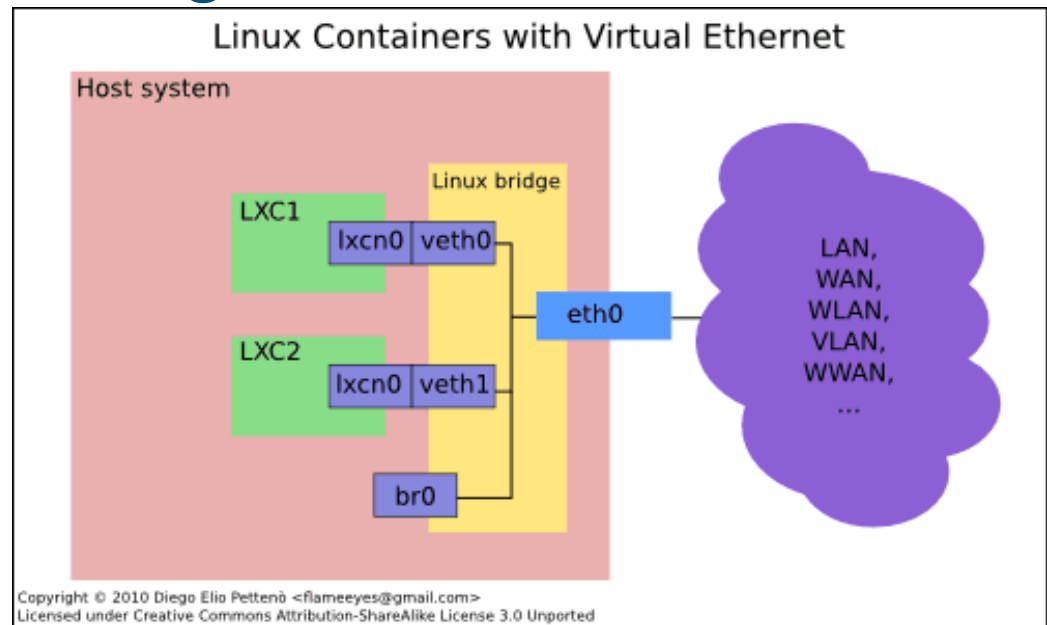 Linux Containers with Virtual Ethernet
Host system
Linux bridge
LXC1
lxcn0 veth0
eth0
LXC2
lxcn0 veth1
br0
LAN,
WAN,
WLAN,
VLAN,
WWAN,
...
Copyright © 2010 Diego Elio Pettenò <flameeyes@gmail.com>
Licensed under Creative Commons Attribution-ShareAlike License 3.0 Unported